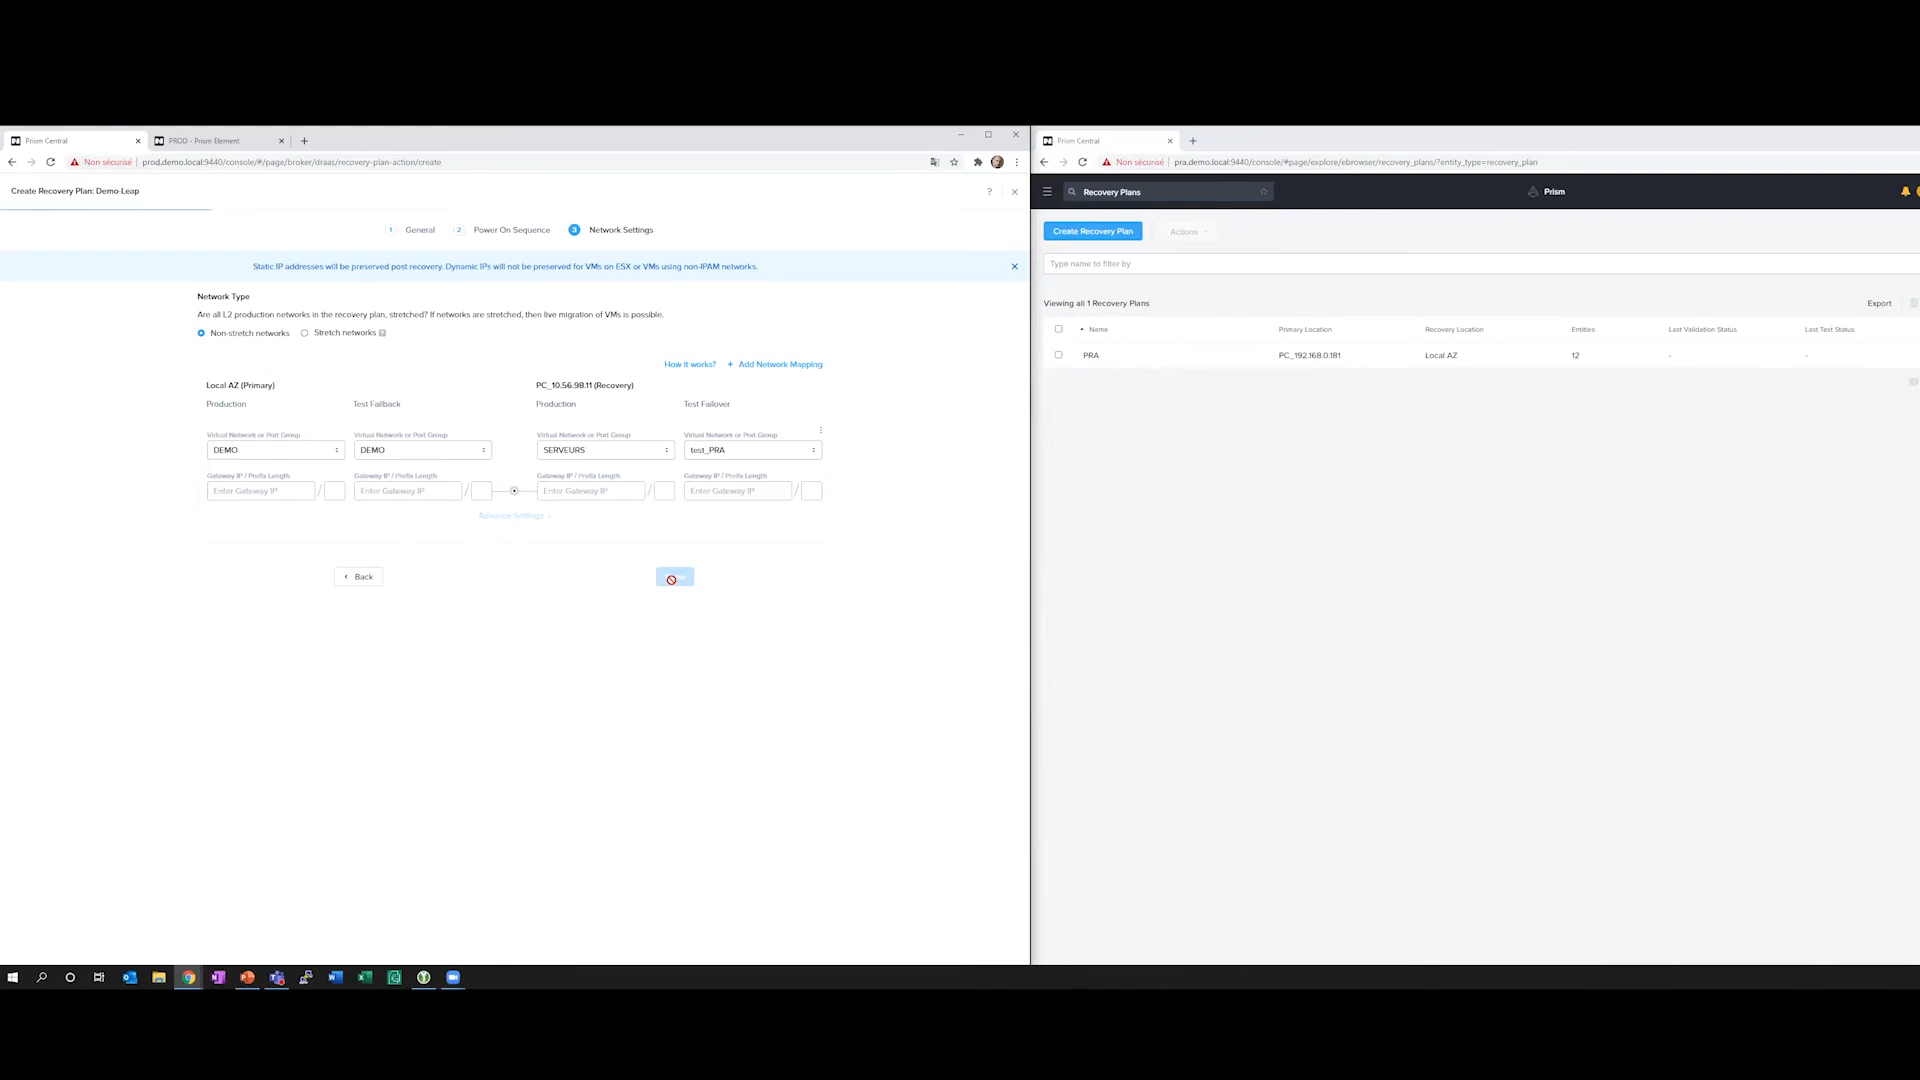 Prism Central
PROD - Prism Element
Non sécurisé
prod.demo.local:9440/console/#/page/broker/draas/recovery-plan-action/create
Create Recovery Plan: Demo-Leap
?
1 General
2 Power On Sequence
3 Network Settings
Static IP addresses will be preserved post recovery. Dynamic IPs will not be preserved for VMs on ESX or VMs using non-IPAM networks.
Network Type
Are all L2 production networks in the recovery plan, stretched? If networks are stretched, then live migration of VMs is possible.
Non-stretch networks
Stretch networks ?
How it works?
+ Add Network Mapping
Local AZ (Primary)
PC_10.56.98.11 (Recovery)
Production
Test Failback
Production
Test Failover
Virtual Network or Port Group
Virtual Network or Port Group
Virtual Network or Port Group
Virtual Network or Port Group
DEMO
DEMO
SERVEURS
test_PRA
Gateway IP / Prefix Length
Gateway IP / Prefix Length
Gateway IP / Prefix Length
Gateway IP / Prefix Length
Enter Gateway IP /
Enter Gateway IP /
Enter Gateway IP /
Enter Gateway IP /
Advance Settings
Back
Prism Central
Non sécurisé
pra.demo.local:9440/console/#page/explore/ebrowser/recovery_plans/?entity_type=recovery_plan
Recovery Plans
Prism
Create Recovery Plan
Actions
Type name to filter by
Viewing all 1 Recovery Plans
Export
Name
Primary Location
Recovery Location
Entities
Last Validation Status
Last Test Status
PRA
PC_192.168.0.181
Local AZ
12
-
-